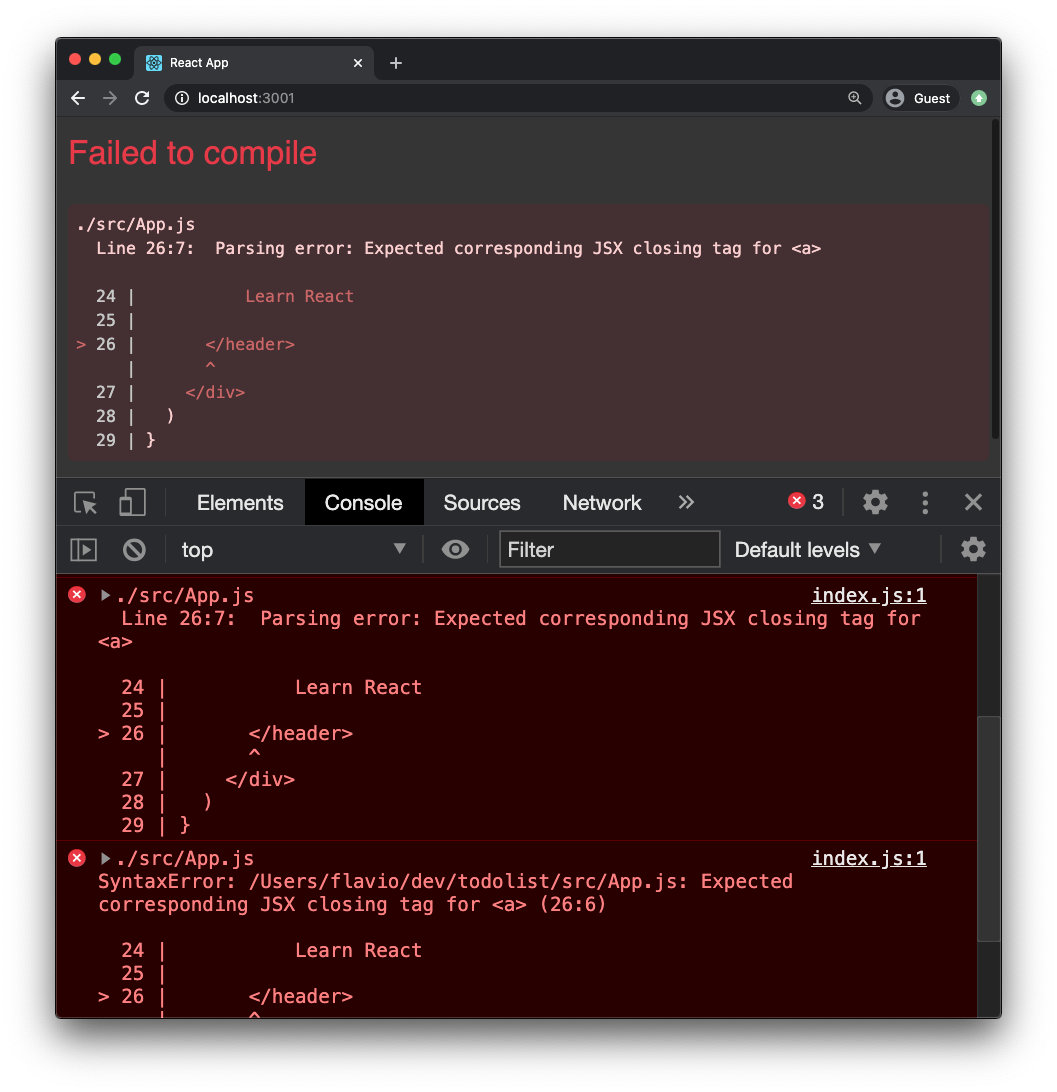 React App
localhost:3001
Guest
Failed to compile
./src/App.js
  Line 26:7:  Parsing error: Expected corresponding JSX closing tag for <a>
  24 |           Learn React
  25 |
> 26 |       </header>
     |       ^
  27 |     </div>
  28 |   )
  29 | }
Elements Console Sources Network » 3
top Filter Default levels
./src/App.js index.js:1
  Line 26:7:  Parsing error: Expected corresponding JSX closing tag for
<a>
  24 |           Learn React
  25 |
> 26 |       </header>
     |       ^
  27 |     </div>
  28 |   )
  29 | }
./src/App.js index.js:1
SyntaxError: /Users/flavio/dev/todolist/src/App.js: Expected
corresponding JSX closing tag for <a> (26:6)
  24 |           Learn React
  25 |
> 26 |       </header>
     |       ^